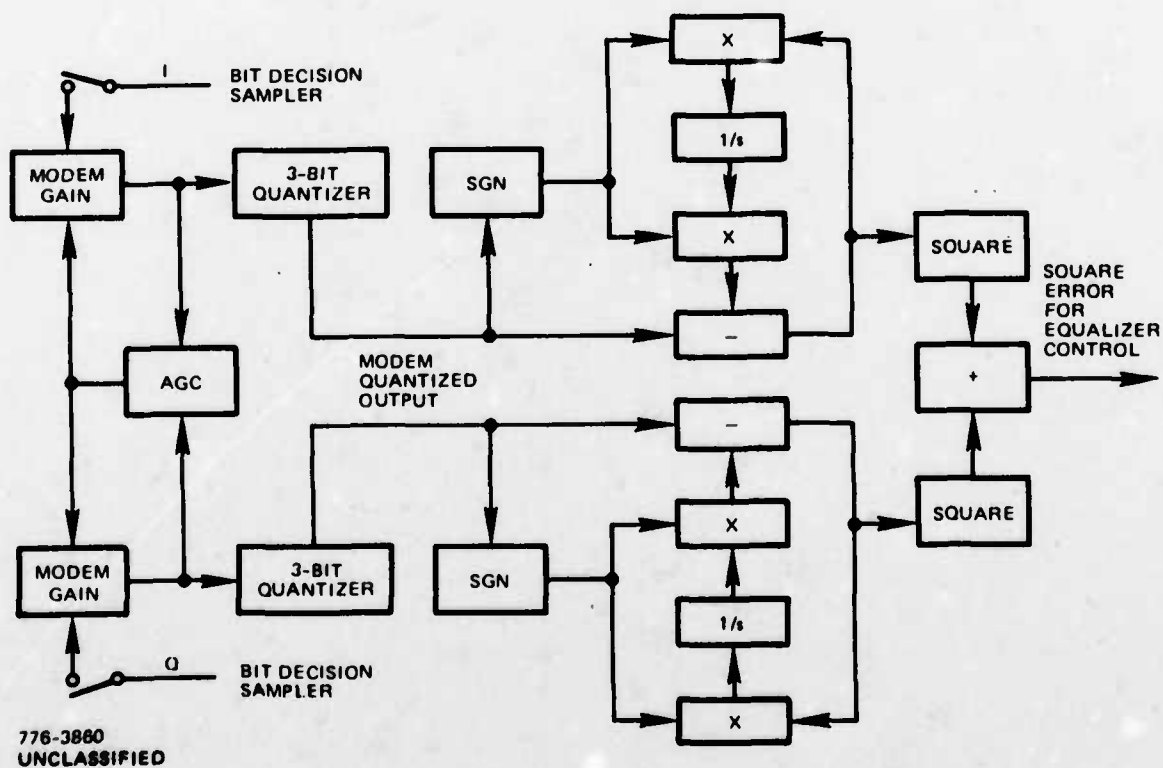 X
I
BIT DECISION
SAMPLER
1/s
MODEM
GAIN
3-BIT
QUANTIZER
SGN
X
SQUARE
SQUARE
ERROR
FOR
EQUALIZER
CONTROL
–
AGC
MODEM
QUANTIZED
OUTPUT
+
–
X
SQUARE
MODEM
GAIN
3-BIT
QUANTIZER
SGN
1/s
Q
BIT DECISION
SAMPLER
X
776-3860
UNCLASSIFIED